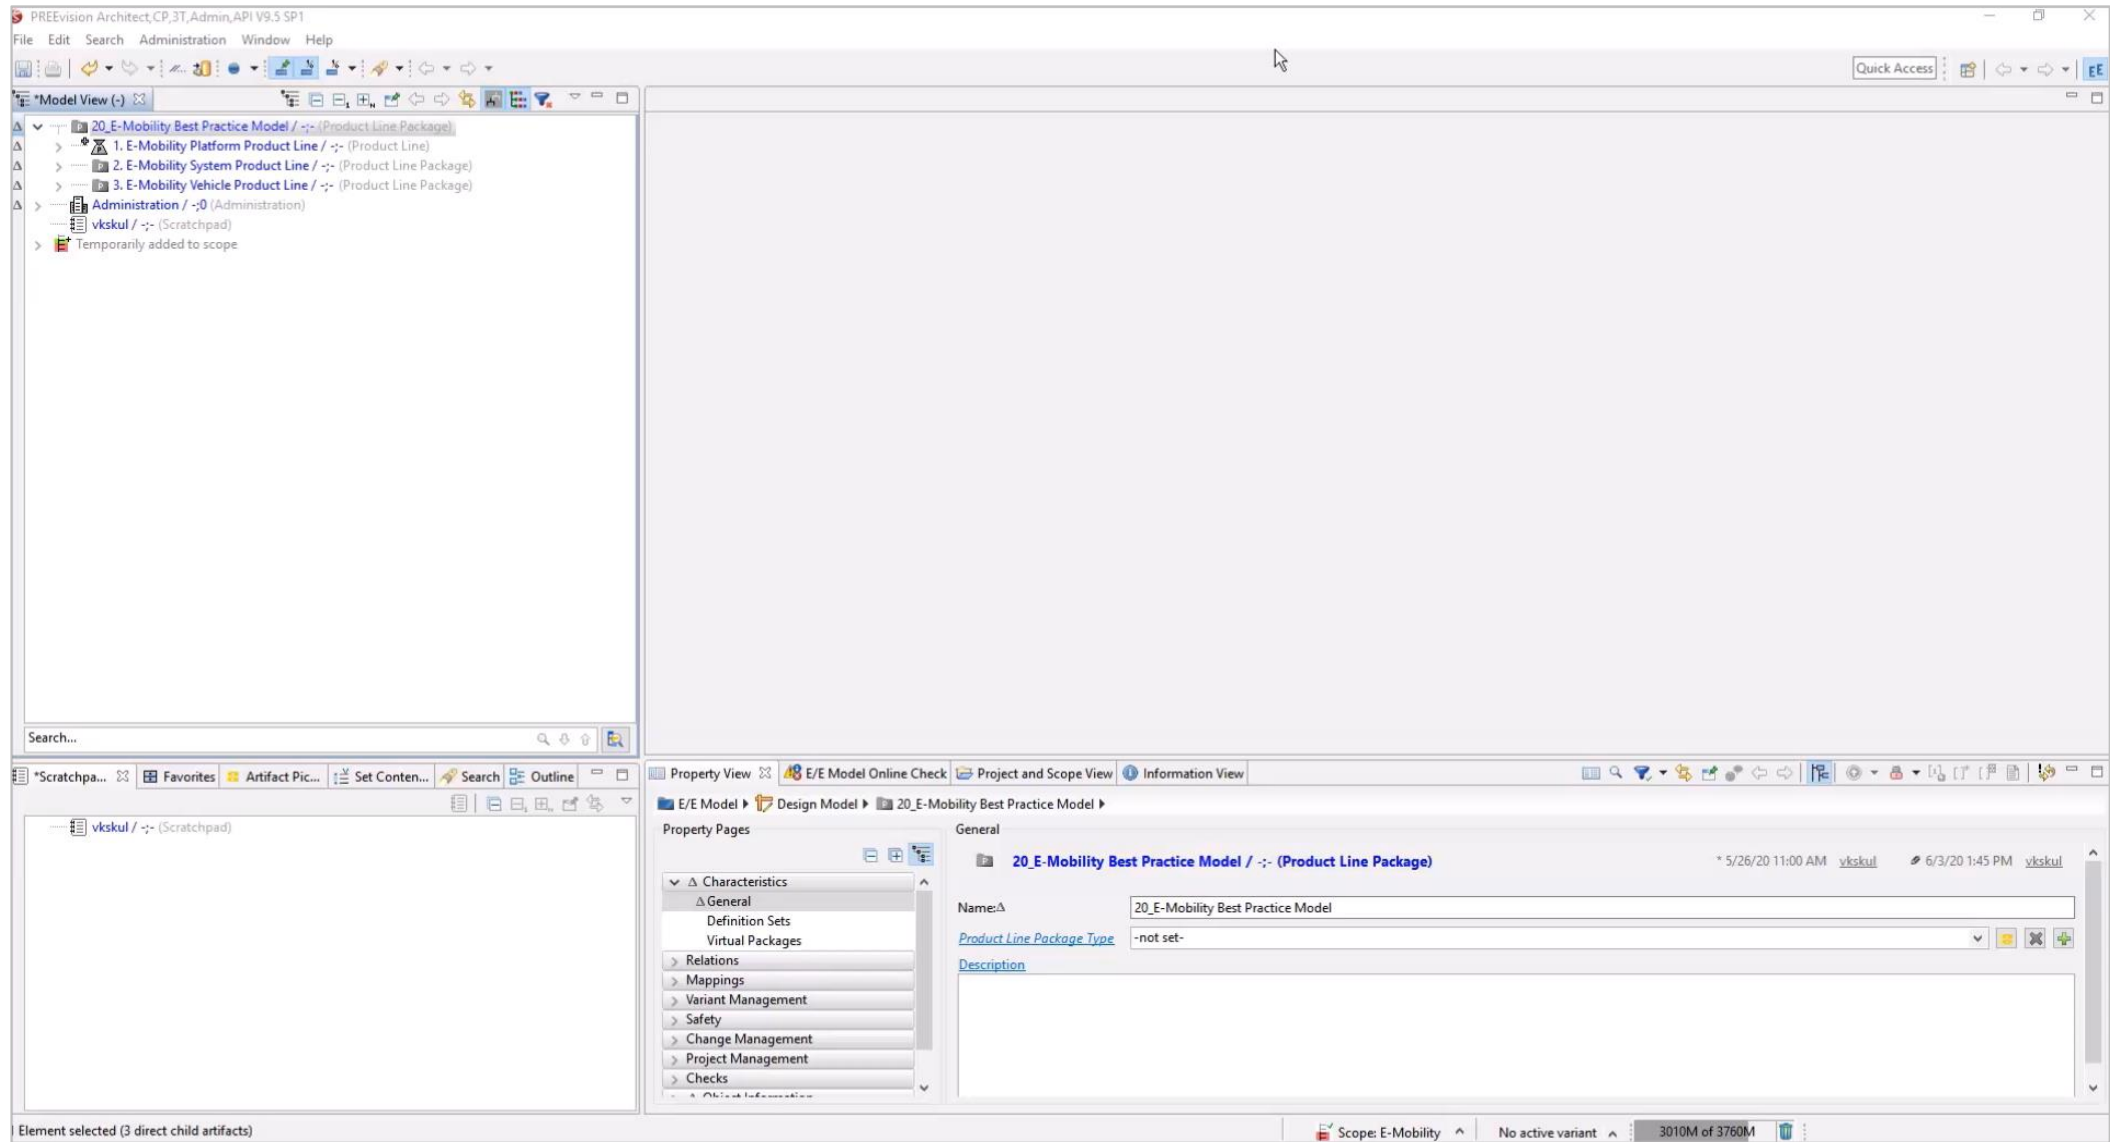 PREEvision Architect,CP,3T,Admin,API V9.5 SP1
File Edit Search Administration Window Help
Quick Access EE
*Model View (-)
20_E-Mobility Best Practice Model / -;- (Product Line Package)
1. E-Mobility Platform Product Line / -;- (Product Line)
2. E-Mobility System Product Line / -;- (Product Line Package)
3. E-Mobility Vehicle Product Line / -;- (Product Line Package)
Administration / -;0 (Administration)
vkskul / -;- (Scratchpad)
Temporarily added to scope
Search...
*Scratchpa... Favorites Artifact Pic... Set Conten... Search Outline
vkskul / -;- (Scratchpad)
Property View E/E Model Online Check Project and Scope View Information View
E/E Model Design Model 20_E-Mobility Best Practice Model
Property Pages
Characteristics
Δ General
Definition Sets
Virtual Packages
Relations
Mappings
Variant Management
Safety
Change Management
Project Management
Checks
General
20_E-Mobility Best Practice Model / -;- (Product Line Package) * 5/26/20 11:00 AM vkskul 6/3/20 1:45 PM vkskul
Name:Δ 20_E-Mobility Best Practice Model
Product Line Package Type -not set-
Description
Element selected (3 direct child artifacts) Scope: E-Mobility No active variant 3010M of 3760M